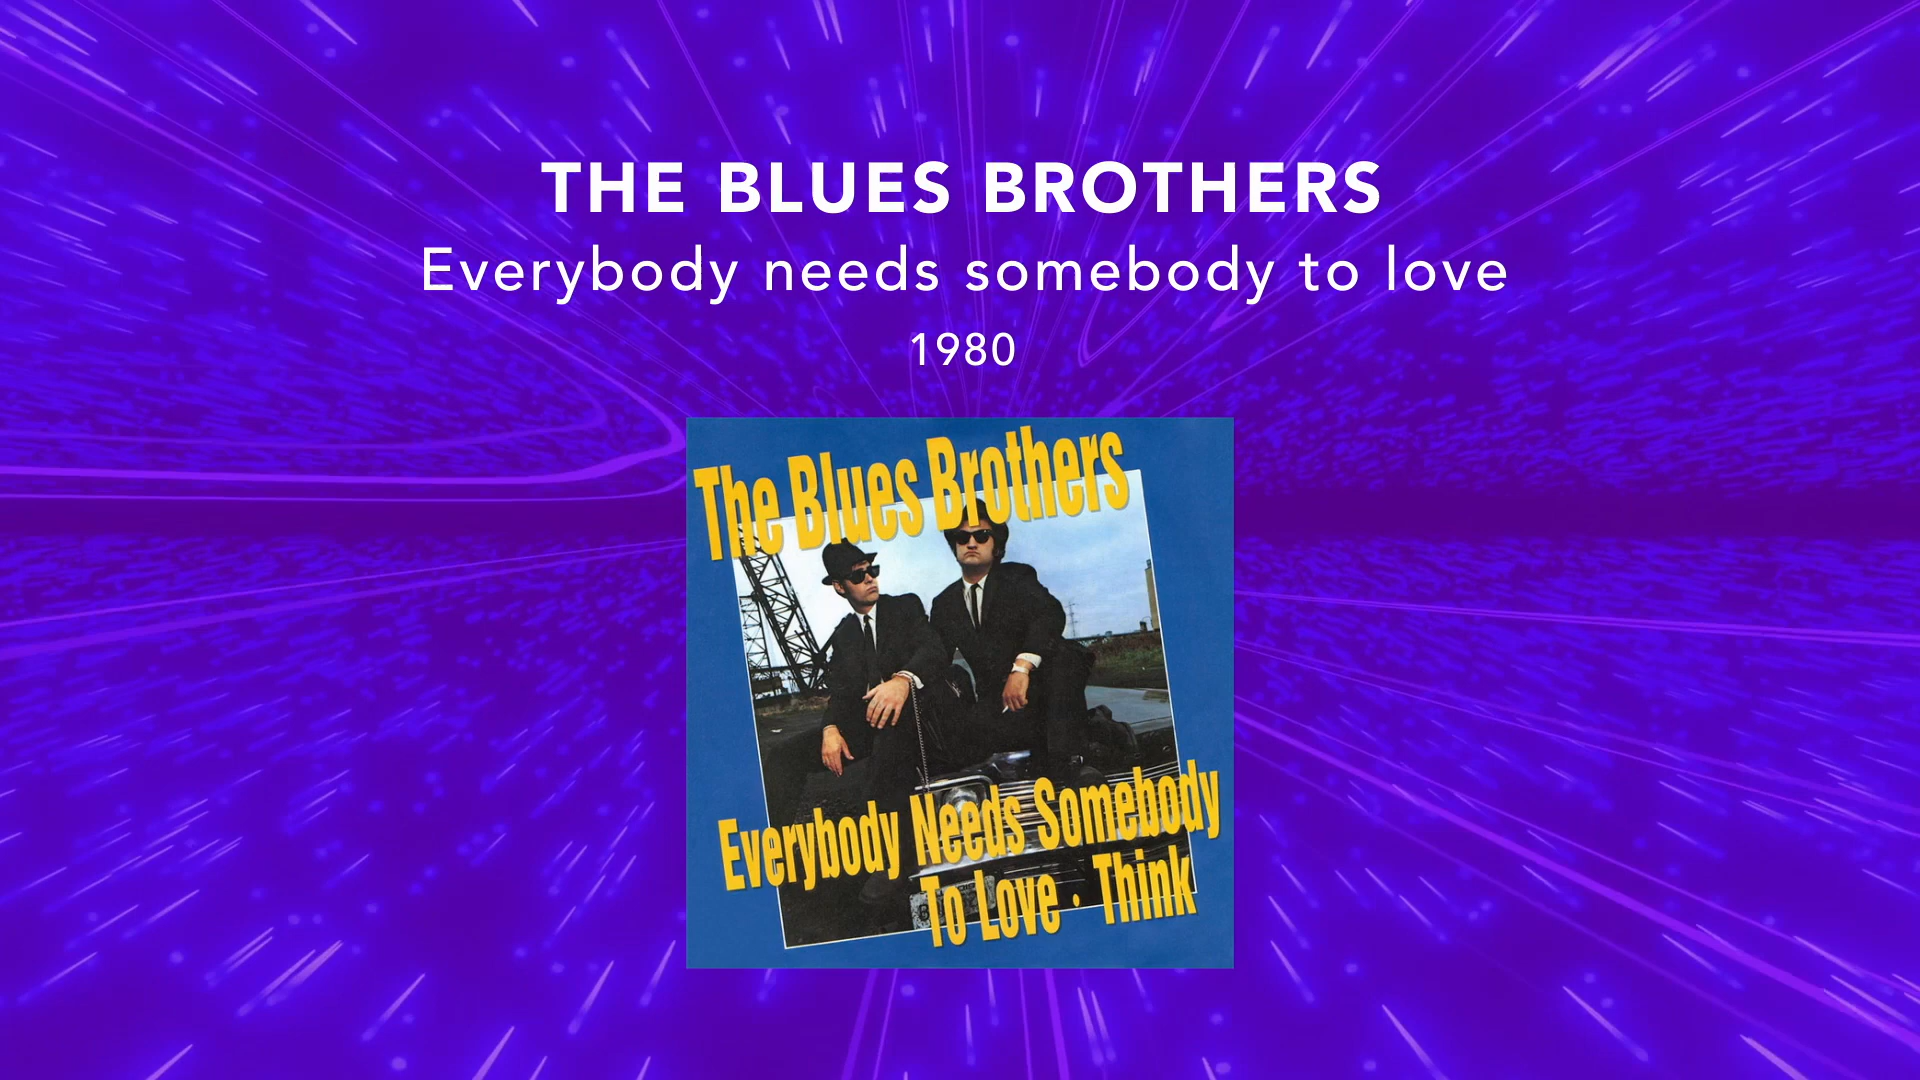 THE BLUES BROTHERS
Everybody needs somebody to love
1980
The Blues Brothers
Everybody Needs Somebody
To Love · Think